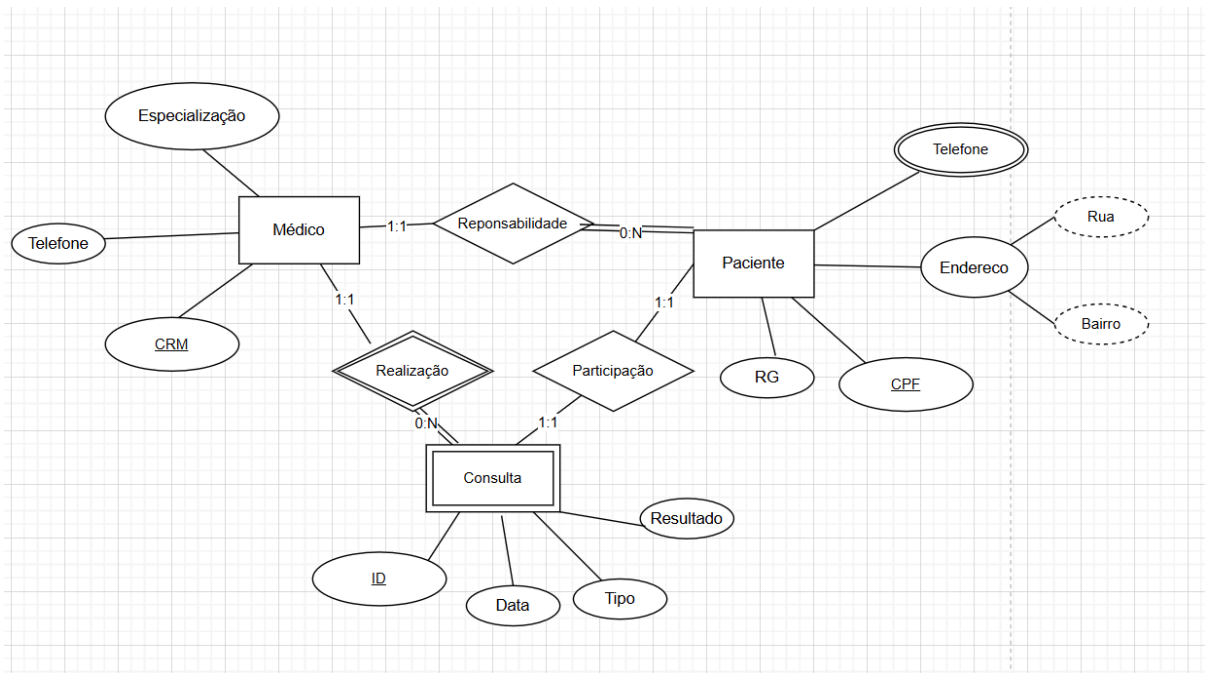 Especialização
Telefone
Telefone
Rua
Médico
1:1
Reponsabilidade
0:N
Paciente
Endereco
1:1
1:1
Bairro
CRM
Realização
Participação
RG
CPF
0:N
1:1
Consulta
Resultado
ID
Data
Tipo